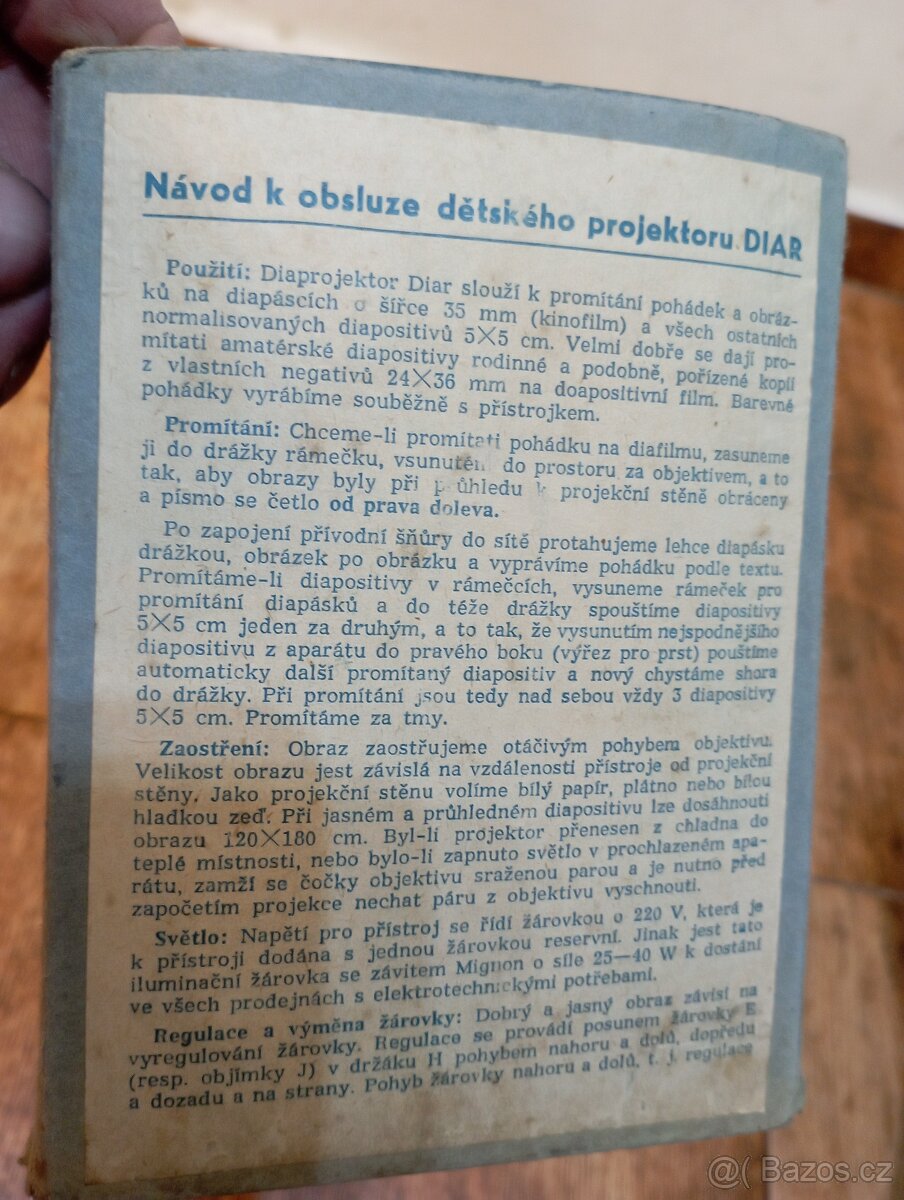 Návod k obsluze dětského projektoru DIAR
Použití: Diaprojektor Diar slouží k promítání pohádek a obráz-
ků na diapáscích o šířce 35 mm (kinofilm) a všech ostatních
normalisovaných diapositivů 5×5 cm. Velmi dobře se dají pro-
mítati amatérské diapositivy rodinné a podobně, pořízené kopií
z vlastních negativů 24×36 mm na doapositivní film. Barevné
pohádky vyrábíme souběžně s přístrojkem.
Promítání: Chceme-li promítati pohádku na diafilmu, zasuneme
ji do drážky rámečku, vsunutém do prostoru za objektivem, a to
tak, aby obrazy byly při průhledu k projekční stěně obráceny
a písmo se četlo od prava doleva.
Po zapojení přívodní šňůry do sítě protahujeme lehce diapásku
drážkou, obrázek po obrázku a vyprávíme pohádku podle textu.
Promítáme-li diapositivy v rámečcích, vysuneme rámeček pro
promítání diapásků a do téže drážky spouštíme diapositivy
5×5 cm jeden za druhým, a to tak, že vysunutím nejspodnějšího
diapositivu z aparátu do pravého boku (výřez pro prst) pouštíme
automaticky další promítaný diapositiv a nový chystáme shora
do drážky. Při promítání jsou tedy nad sebou vždy 3 diapositivy
5×5 cm. Promítáme za tmy.
Zaostření: Obraz zaostřujeme otáčivým pohybem objektivu.
Velikost obrazu jest závislá na vzdálenosti přístroje od projekční
stěny. Jako projekční stěnu volíme bílý papír, plátno nebo bílou
hladkou zeď. Při jasném a průhledném diapositivu lze dosáhnouti
obrazu 120×180 cm. Byl-li projektor přenesen z chladna do
teplé místnosti, nebo bylo-li zapnuto světlo v prochlazeném apa-
rátu, zamží se čočky objektivu sraženou parou a je nutno před
započetím projekce nechat páru z objektivu vyschnouti.
Světlo: Napětí pro přístroj se řídí žárovkou o 220 V, která je
k přístroji dodána s jednou žárovkou reservní. Jinak jest tato
iluminační žárovka se závitem Mignon o síle 25—40 W k dostání
ve všech prodejnách s elektrotechnickými potřebami.
Regulace a výměna žárovky: Dobrý a jasný obraz závisí na
vyregulování žárovky. Regulace se provádí posunem žárovky E
(resp. objímky J) v držáku H pohybem nahoru a dolů, dopředu
a dozadu a na strany. Pohyb žárovky nahoru a dolů, t. j. regulace
@( Bazos.cz